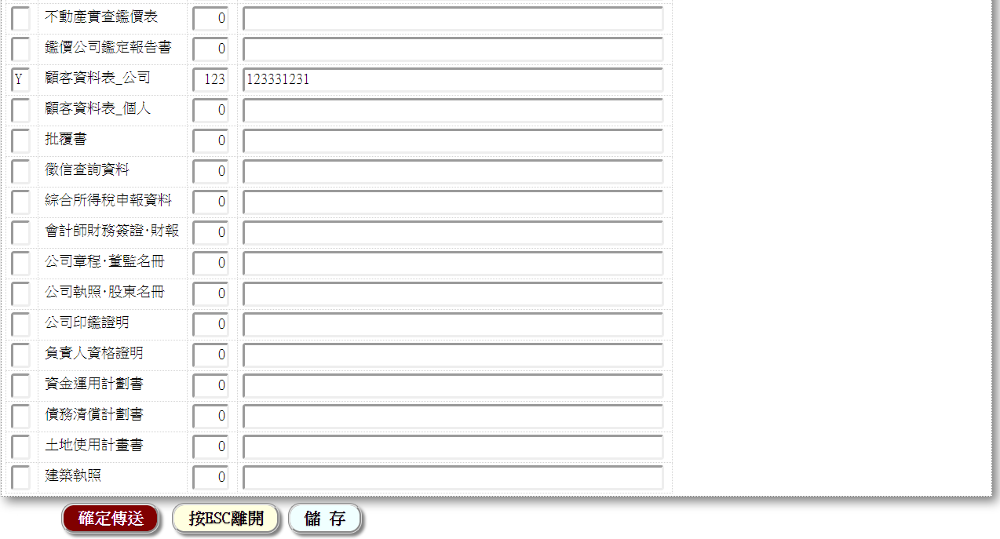 不動產實查鑑價表 0
鑑價公司鑑定報告書 0
Y 顧客資料表_公司 123 123331231
顧客資料表_個人 0
批覆書 0
徵信查詢資料 0
綜合所得稅申報資料 0
會計師財務簽證‧財報 0
公司章程‧董監名冊 0
公司執照‧股東名冊 0
公司印鑑證明 0
負責人資格證明 0
資金運用計劃書 0
債務清償計劃書 0
土地使用計畫書 0
建築執照 0
確定傳送 按ESC離開 儲 存